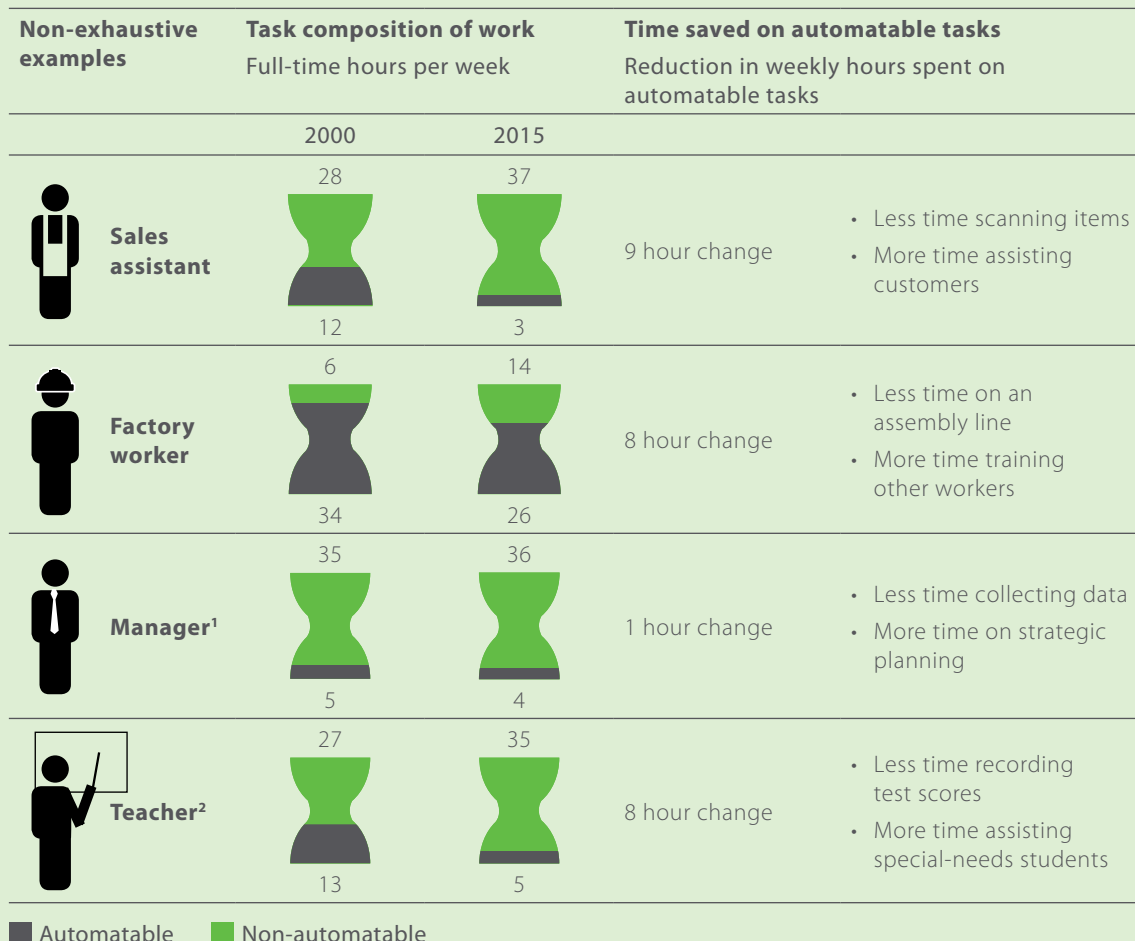 Non-exhaustive
examples
Task composition of work
Full-time hours per week
Time saved on automatable tasks
Reduction in weekly hours spent on
automatable tasks
2000
2015
Sales
assistant
28
12
37
3
9 hour change
• Less time scanning items
• More time assisting
customers
Factory
worker
6
34
14
26
8 hour change
• Less time on an
assembly line
• More time training
other workers
Manager¹
35
5
36
4
1 hour change
• Less time collecting data
• More time on strategic
planning
Teacher²
27
13
35
5
8 hour change
• Less time recording
test scores
• More time assisting
special-needs students
Automatable
Non-automatable